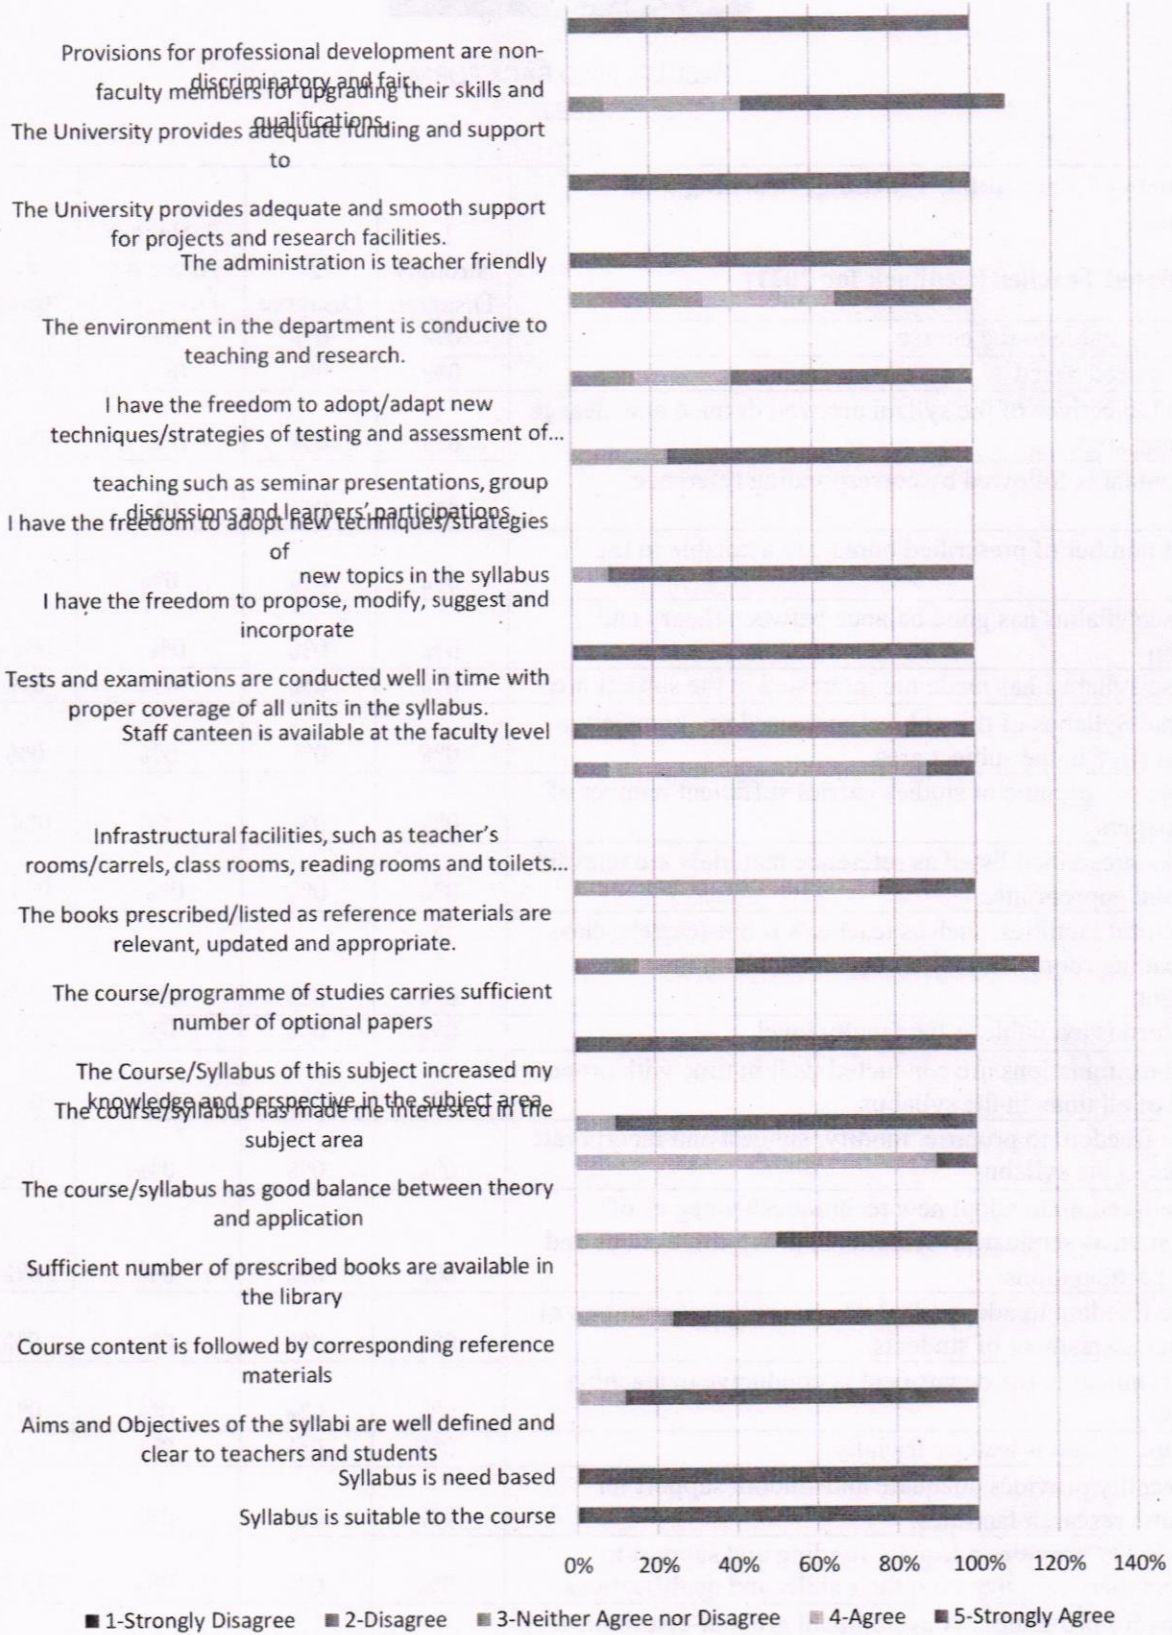 Provisions for professional development are non-
discriminatory and fair
faculty members for upgrading their skills and
qualifications.
The University provides adequate funding and support
to
The University provides adequate and smooth support
for projects and research facilities.
The administration is teacher friendly
The environment in the department is conducive to
teaching and research.
I have the freedom to adopt/adapt new
techniques/strategies of testing and assessment of...
teaching such as seminar presentations, group
discussions and learners' participations.
I have the freedom to adopt new techniques/strategies
of
new topics in the syllabus
I have the freedom to propose, modify, suggest and
incorporate
Tests and examinations are conducted well in time with
proper coverage of all units in the syllabus.
Staff canteen is available at the faculty level
Infrastructural facilities, such as teacher's
rooms/carrels, class rooms, reading rooms and toilets...
The books prescribed/listed as reference materials are
relevant, updated and appropriate.
The course/programme of studies carries sufficient
number of optional papers
The Course/Syllabus of this subject increased my
knowledge and perspective in the subject area
The course/syllabus has made me interested in the
subject area
The course/syllabus has good balance between theory
and application
Sufficient number of prescribed books are available in
the library
Course content is followed by corresponding reference
materials
Aims and Objectives of the syllabi are well defined and
clear to teachers and students
Syllabus is need based
Syllabus is suitable to the course
0% 20% 40% 60% 80% 100% 120% 140%
1-Strongly Disagree 2-Disagree 3-Neither Agree nor Disagree 4-Agree 5-Strongly Agree